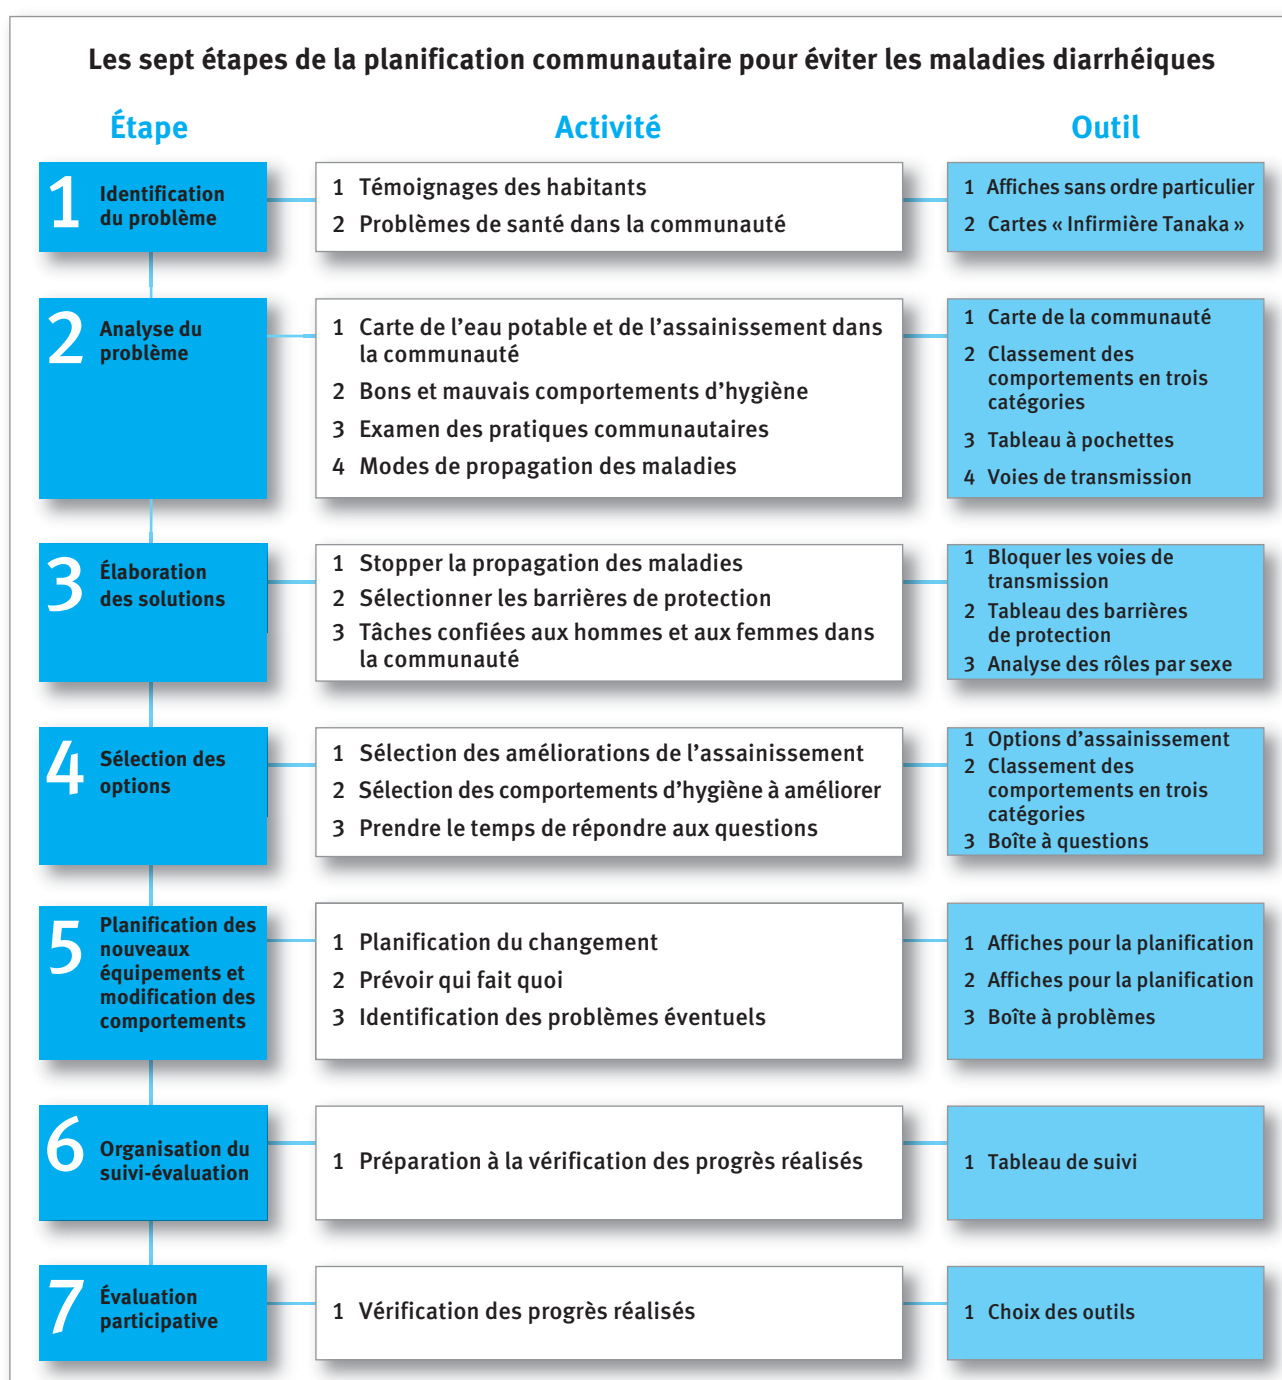 Les sept étapes de la planification communautaire pour éviter les maladies diarrhéiques
Étape
Activité
Outil
1 Identification
du problème
1 Témoignages des habitants
2 Problèmes de santé dans la communauté
1 Affiches sans ordre particulier
2 Cartes « Infirmière Tanaka »
2 Analyse du
problème
1 Carte de l’eau potable et de l’assainissement dans
la communauté
2 Bons et mauvais comportements d’hygiène
3 Examen des pratiques communautaires
4 Modes de propagation des maladies
1 Carte de la communauté
2 Classement des
comportements en trois
catégories
3 Tableau à pochettes
4 Voies de transmission
3 Élaboration
des solutions
1 Stopper la propagation des maladies
2 Sélectionner les barrières de protection
3 Tâches confiées aux hommes et aux femmes dans
la communauté
1 Bloquer les voies de
transmission
2 Tableau des barrières
de protection
3 Analyse des rôles par sexe
4 Sélection des
options
1 Sélection des améliorations de l’assainissement
2 Sélection des comportements d’hygiène à améliorer
3 Prendre le temps de répondre aux questions
1 Options d’assainissement
2 Classement des
comportements en trois
catégories
3 Boîte à questions
5 Planification des
nouveaux
équipements et
modification des
comportements
1 Planification du changement
2 Prévoir qui fait quoi
3 Identification des problèmes éventuels
1 Affiches pour la planification
2 Affiches pour la planification
3 Boîte à problèmes
6 Organisation du
suivi-évaluation
1 Préparation à la vérification des progrès réalisés
1 Tableau de suivi
7 Évaluation
participative
1 Vérification des progrès réalisés
1 Choix des outils